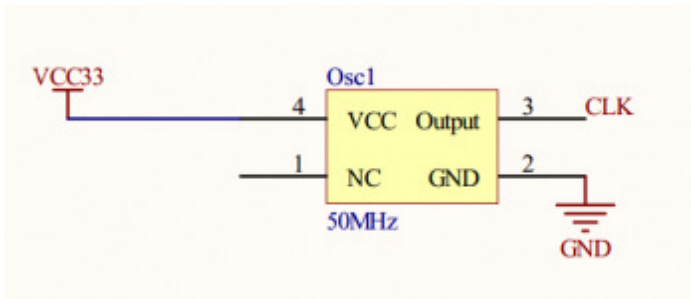 VCC33
Osc1
4 VCC Output 3 CLK
1 NC GND 2
50MHz
GND